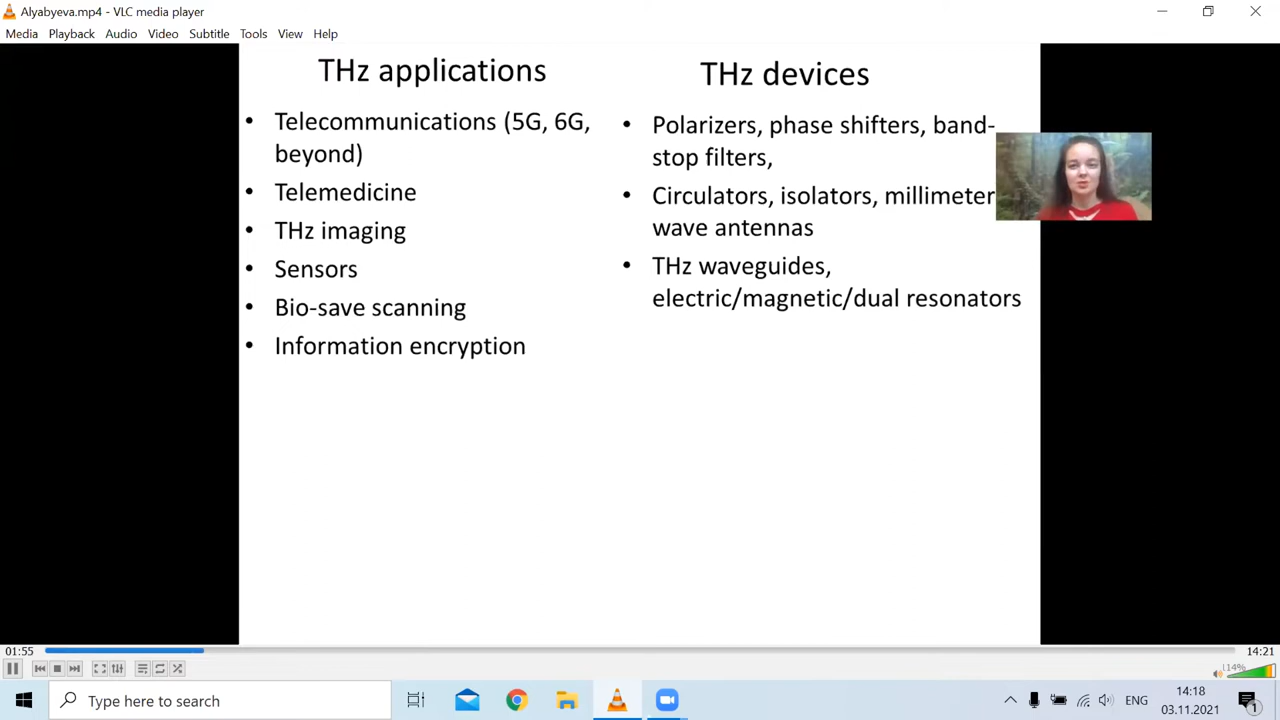 Alyabyeva.mp4 - VLC media player
Media Playback Audio Video Subtitle Tools View Help
THz applications
• Telecommunications (5G, 6G,
beyond)
• Telemedicine
• THz imaging
• Sensors
• Bio-save scanning
• Information encryption
THz devices
• Polarizers, phase shifters, band-
stop filters,
• Circulators, isolators, millimeter
wave antennas
• THz waveguides,
electric/magnetic/dual resonators
01:55
14:21
114%
Type here to search
ENG
14:18
03.11.2021
1